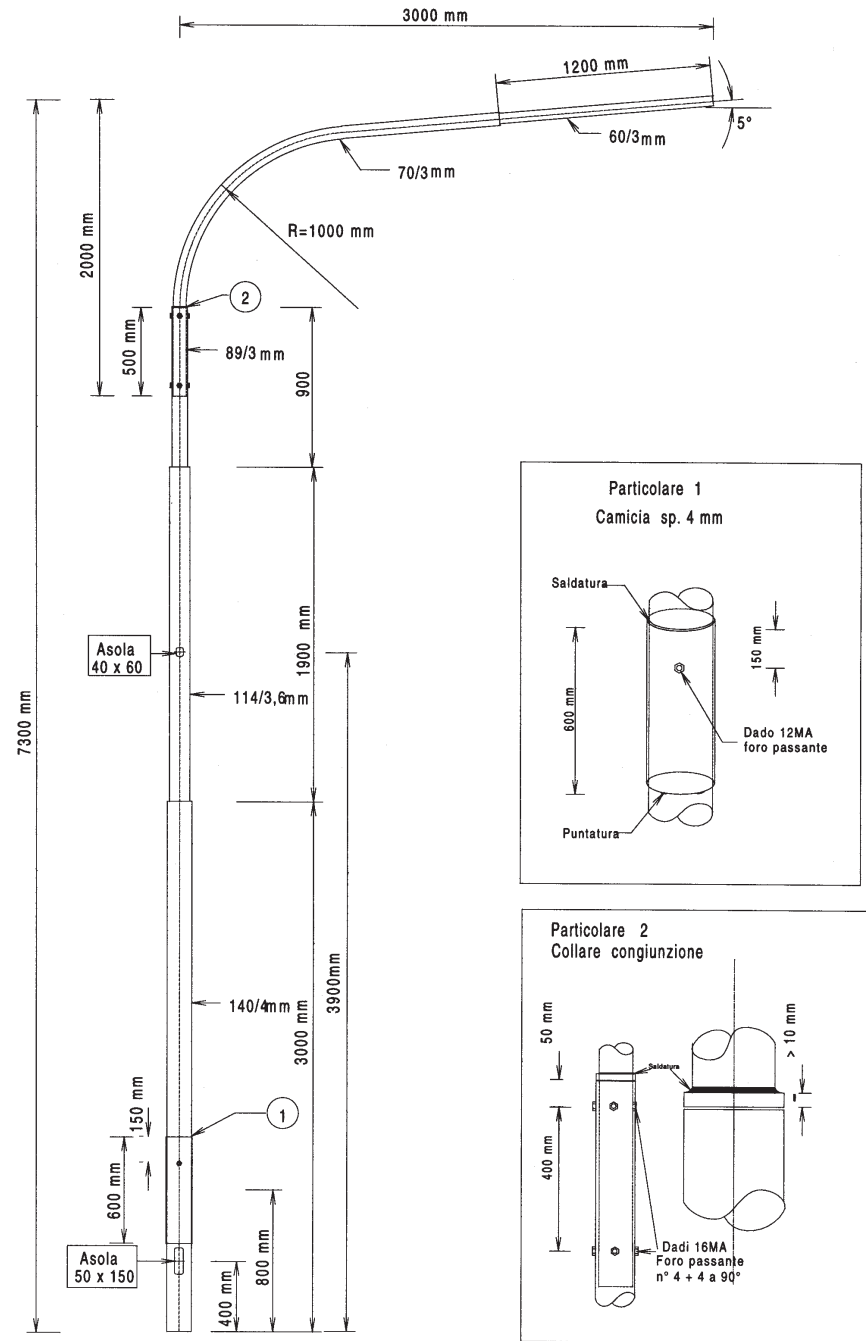 3000 mm
1200 mm
5°
60/3mm
70/3mm
R=1000 mm
2000 mm
2
500 mm
89/3 mm
900
Asola
40 x 60
1900 mm
114/3,6mm
7300 mm
3900mm
140/4mm
3000 mm
150 mm
1
600 mm
800 mm
Asola
50 x 150
400 mm
Particolare 1
Camicia sp. 4 mm
Saldatura
150 mm
600 mm
Dado 12MA
foro passante
Puntatura
Particolare 2
Collare congiunzione
50 mm
> 10 mm
Saldatura
400 mm
Dadi 16MA
Foro passante
n° 4 + 4 a 90°